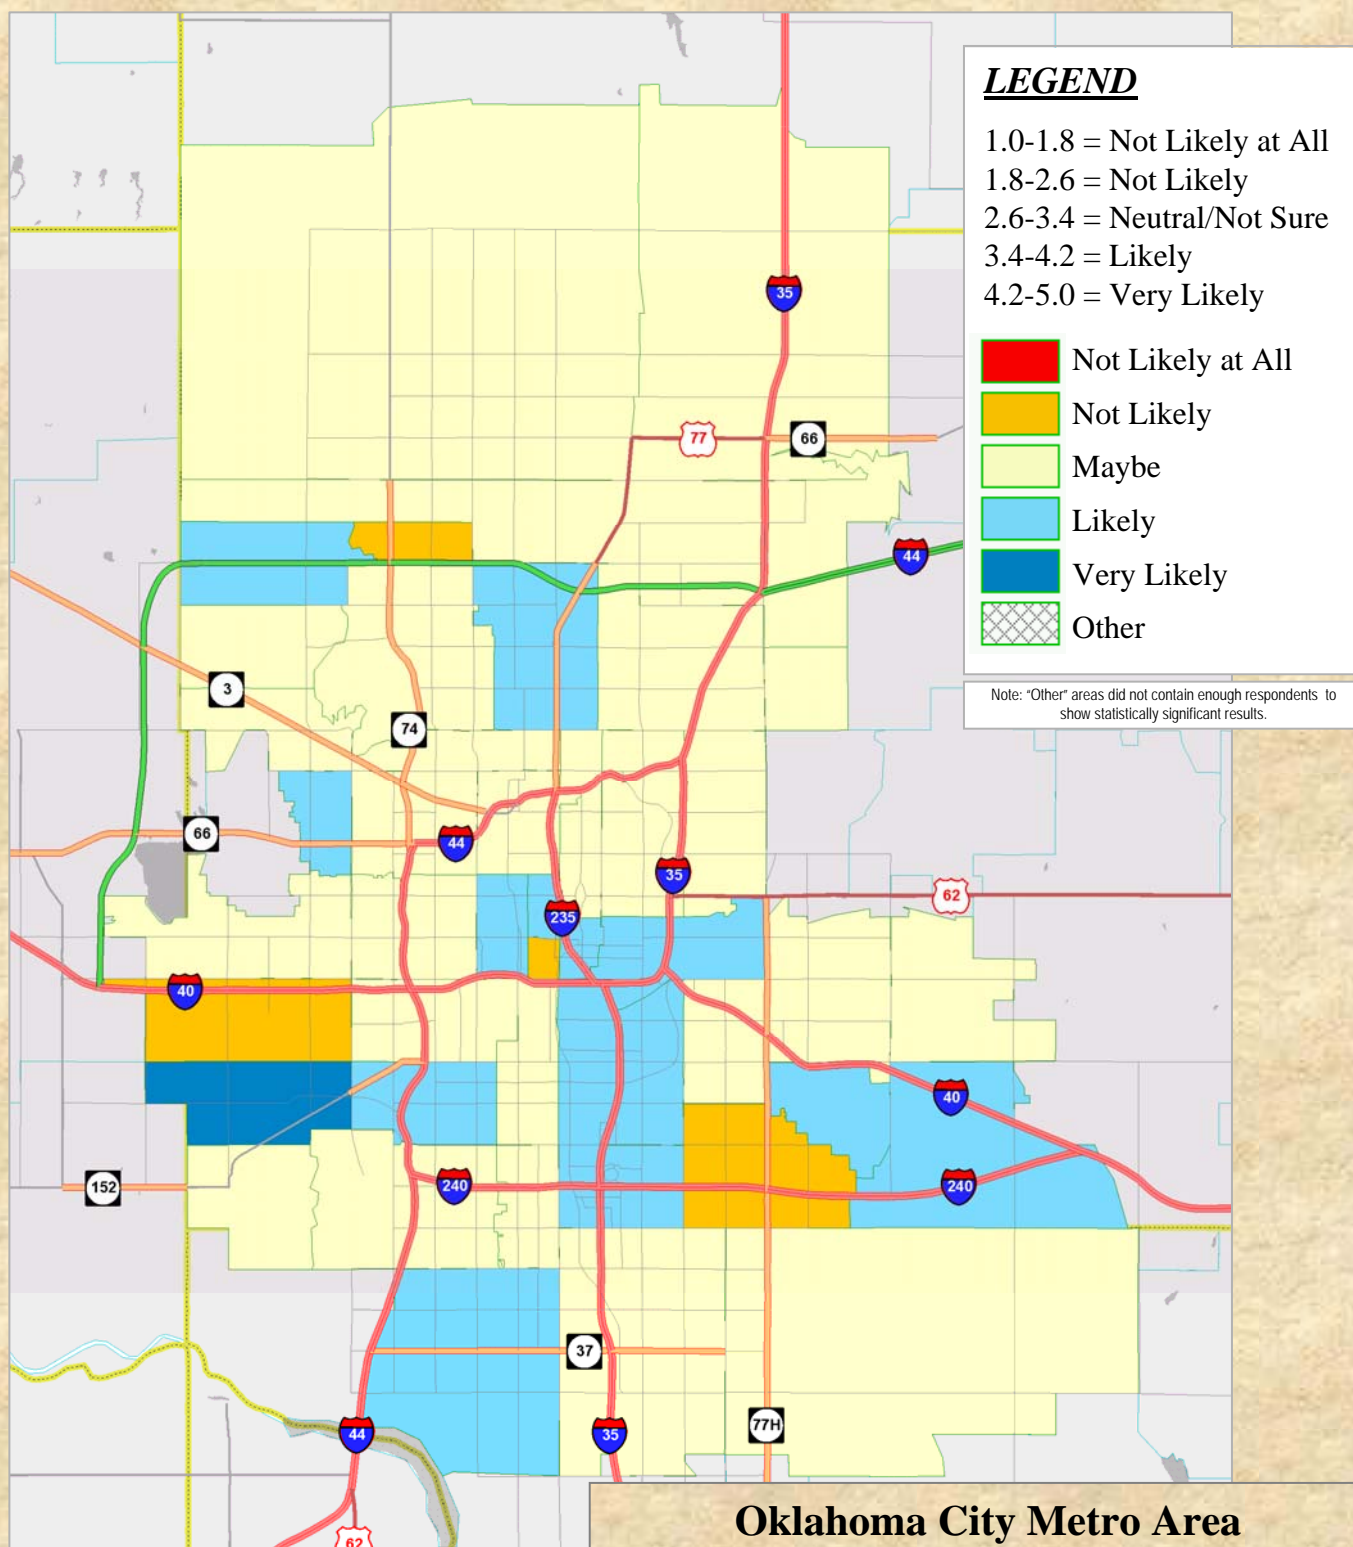 LEGEND
1.0-1.8 = Not Likely at All
1.8-2.6 = Not Likely
2.6-3.4 = Neutral/Not Sure
3.4-4.2 = Likely
4.2-5.0 = Very Likely
Not Likely at All
Not Likely
Maybe
Likely
Very Likely
Other
Note: “Other” areas did not contain enough respondents to
show statistically significant results.
35
77
66
44
3
74
66
44
35
62
235
40
40
152
240
240
37
44
35
77H
62
Oklahoma City Metro Area